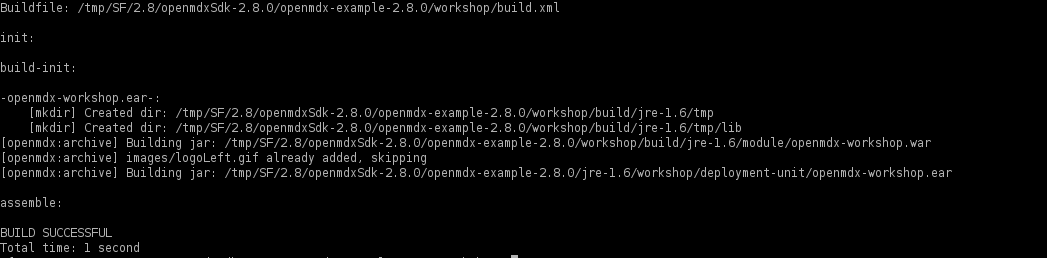 Buildfile: /tmp/SF/2.8/openmdxSdk-2.8.0/openmdx-example-2.8.0/workshop/build.xml
init:
build-init:
-openmdx-workshop.ear-:
[mkdir] Created dir: /tmp/SF/2.8/openmdxSdk-2.8.0/openmdx-example-2.8.0/workshop/build/jre-1.6/tmp
[mkdir] Created dir: /tmp/SF/2.8/openmdxSdk-2.8.0/openmdx-example-2.8.0/workshop/build/jre-1.6/tmp/lib
[openmdx:archive] Building jar: /tmp/SF/2.8/openmdxSdk-2.8.0/openmdx-example-2.8.0/workshop/build/jre-1.6/module/openmdx-workshop.war
[openmdx:archive] images/logoLeft.gif already added, skipping
[openmdx:archive] Building jar: /tmp/SF/2.8/openmdxSdk-2.8.0/openmdx-example-2.8.0/jre-1.6/workshop/deployment-unit/openmdx-workshop.ear
assemble:
BUILD SUCCESSFUL
Total time: 1 second